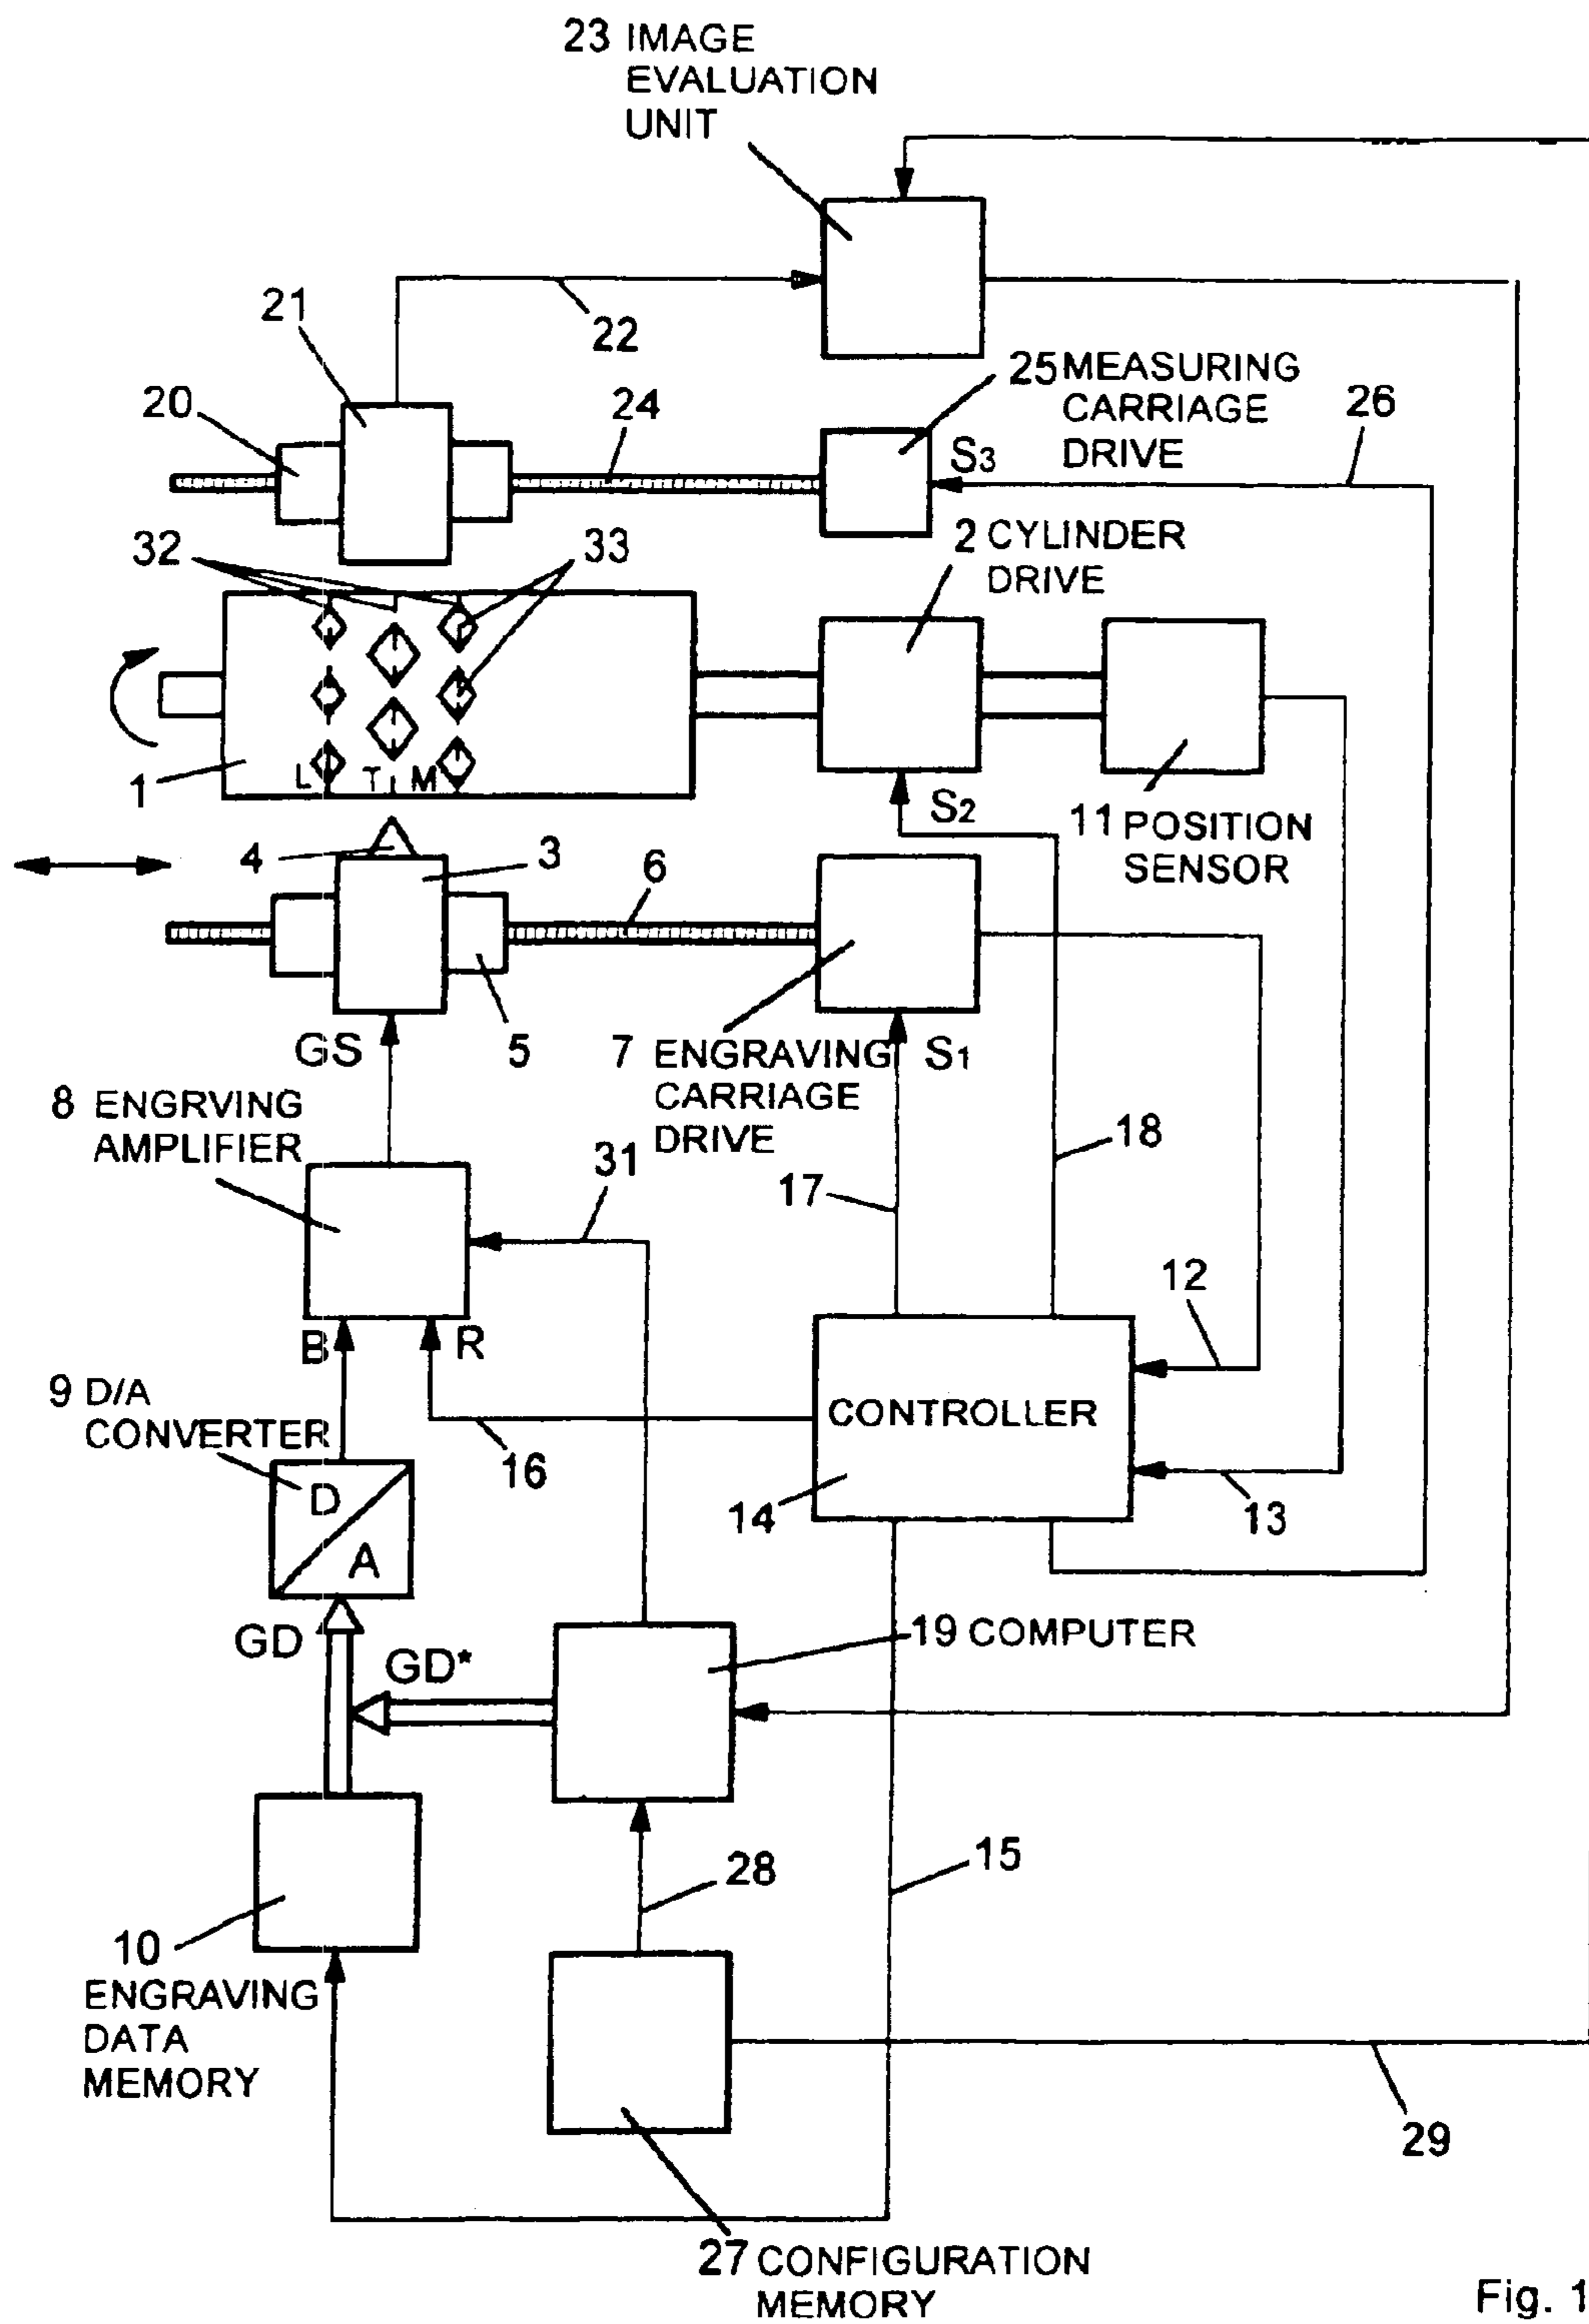 23 IMAGE
EVALUATION
UNIT
21
22
25 MEASURING
CARRIAGE
DRIVE
20
24
26
S3
32
33
2 CYLINDER
DRIVE
L T M
1
S2
11 POSITION
SENSOR
4
3
6
GS
5
7 ENGRAVING
CARRIAGE
DRIVE
S1
8 ENGRVING
AMPLIFIER
31
18
17
12
B
R
9 D/A
CONVERTER
CONTROLLER
16
D
A
14
13
GD
GD*
19 COMPUTER
28
15
10
ENGRAVING
DATA
MEMORY
29
27 CONFIGURATION
MEMORY
Fig. 1